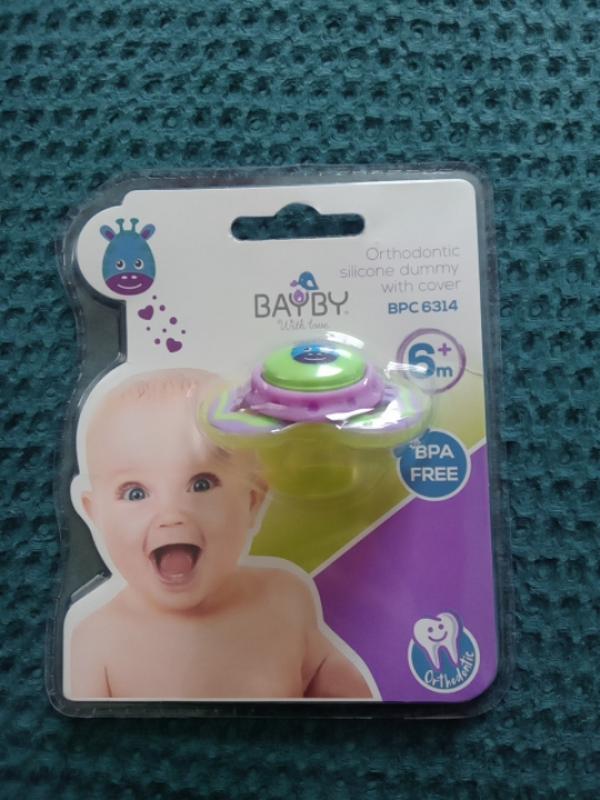 Orthodontic
silicone dummy
with cover
BPC 6314
BAYBY®
With love
6+
m
BPA
FREE
Orthodontic